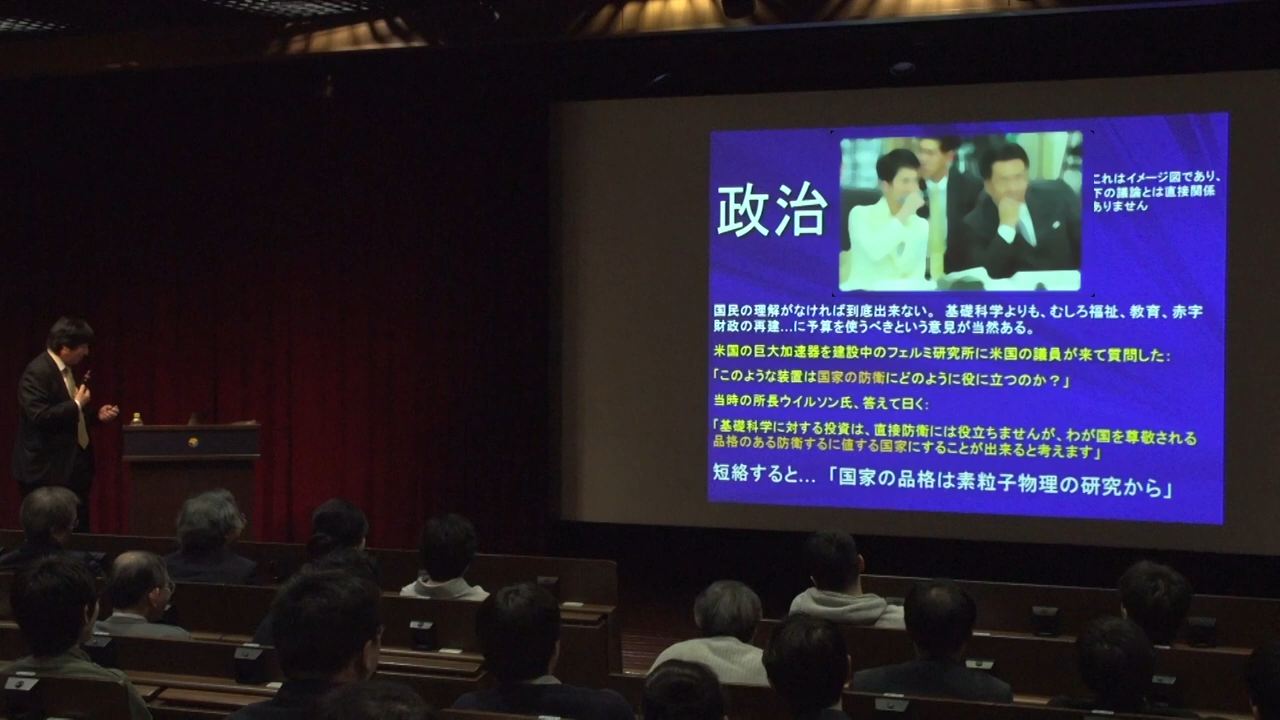 政治
これはイメージ図であり、
下の議論とは直接関係
ありません
国民の理解がなければ到底出来ない。 基礎科学よりも、むしろ福祉、教育、赤字
財政の再建...に予算を使うべきという意見が当然ある。
米国の巨大加速器を建設中のフェルミ研究所に米国の議員が来て質問した:
「このような装置は国家の防衛にどのように役に立つのか?」
当時の所長ウイルソン氏、答えて曰く:
「基礎科学に対する投資は、直接防衛には役立ちませんが、わが国を尊敬される
品格のある防衛するに値する国家にすることが出来ると考えます」
短絡すると... 「国家の品格は素粒子物理の研究から」